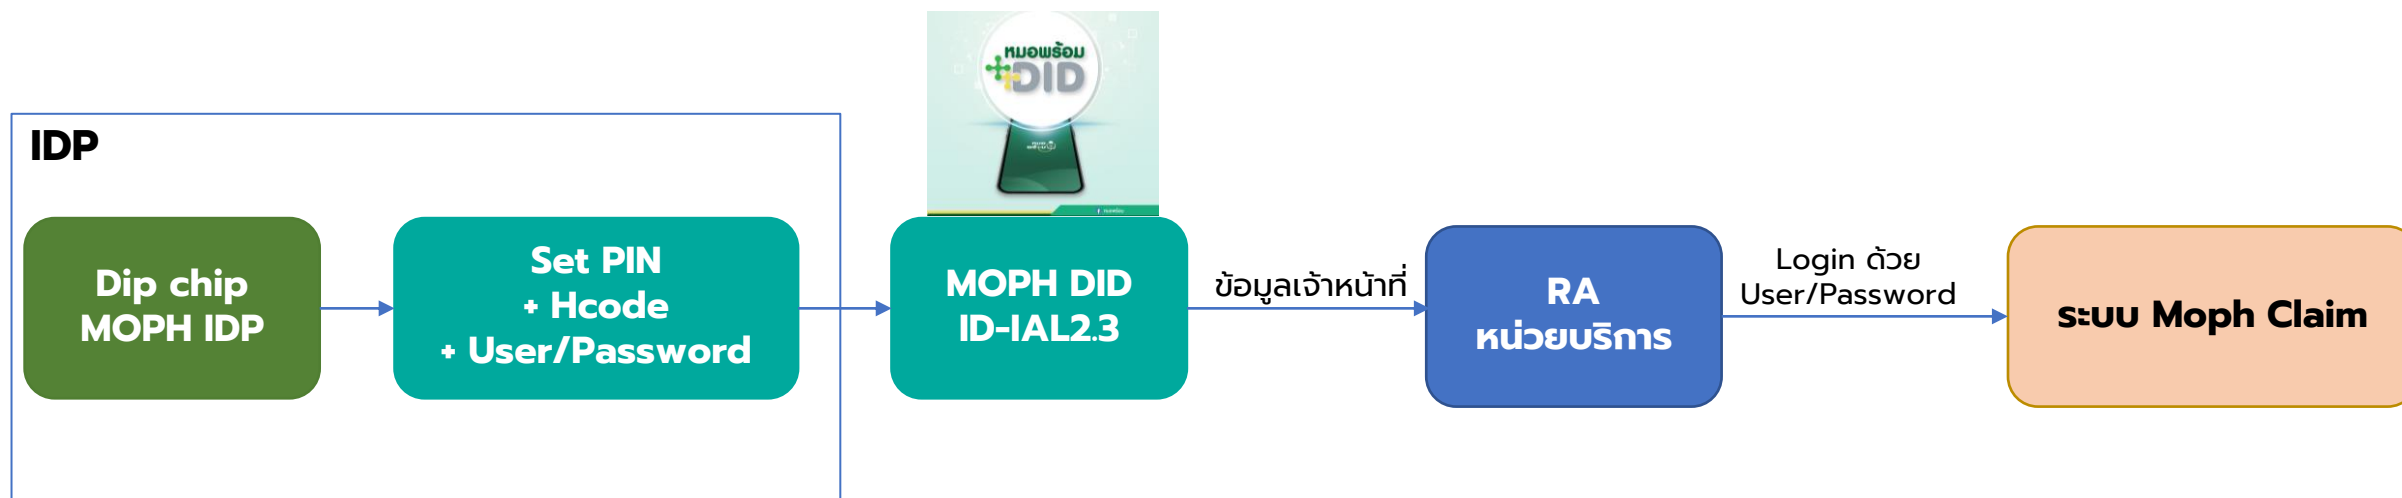 หมอพร้อม
DID
IDP
Dip chip
MOPH IDP
Set PIN
+ Hcode
+ User/Password
MOPH DID
ID-IAL2.3
ข้อมูลเจ้าหน้าที่
RA
หน่วยบริการ
Login ด้วย
User/Password
ระบบ Moph Claim